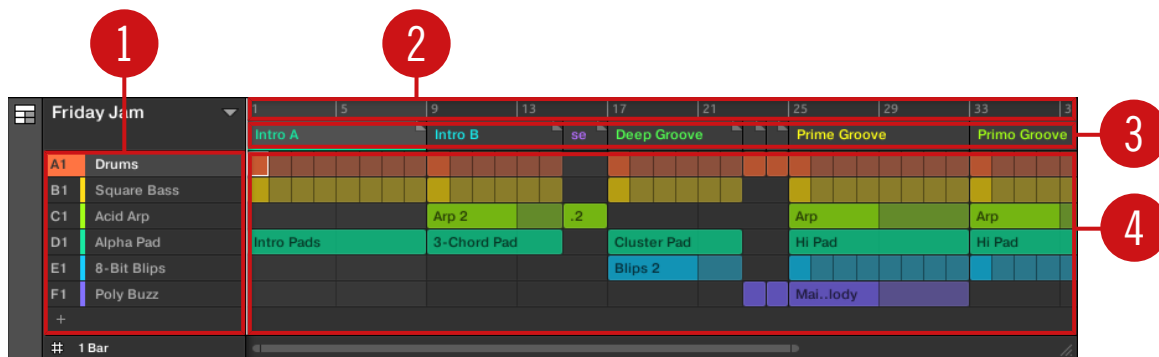 1
2
Friday Jam
1 5 9 13 17 21 25 29 33 3
Intro A Intro B se Deep Groove Prime Groove Primo Groove
3
A1 Drums
B1 Square Bass
C1 Acid Arp Arp 2 .2 Arp Arp
4
D1 Alpha Pad Intro Pads 3-Chord Pad Cluster Pad Hi Pad Hi Pad
E1 8-Bit Blips Blips 2
F1 Poly Buzz Mai..lody
+
1 Bar